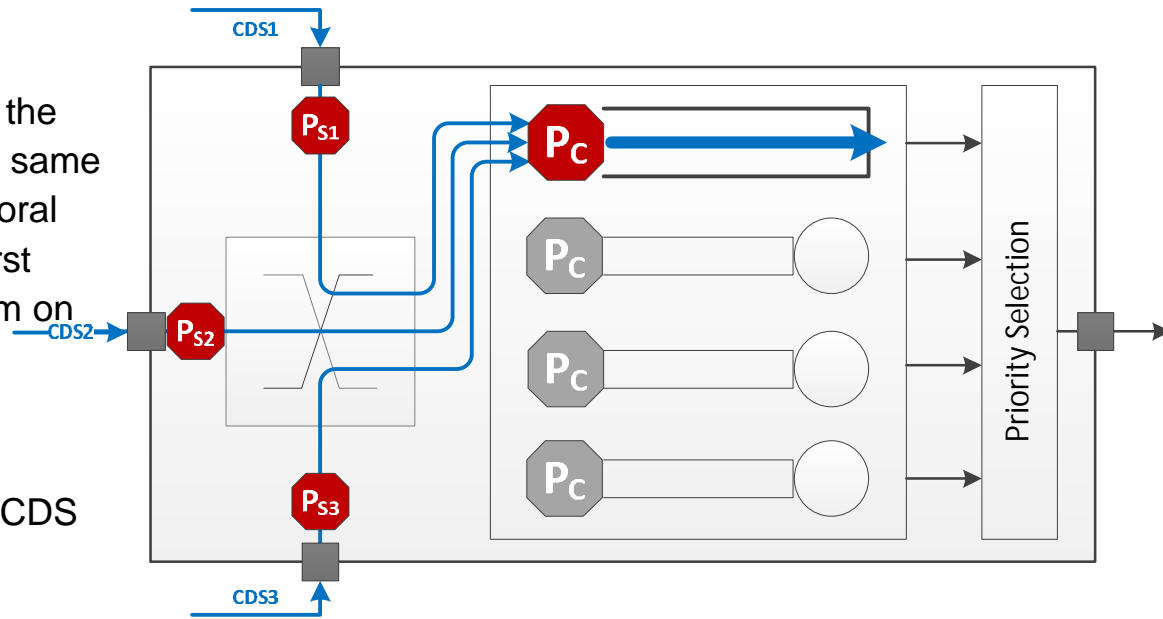 CDS1
the
same
oral
rst
m on
CDS2
CDS
CDS3
PS1
PS2
PS3
PC
PC
PC
PC
Priority Selection